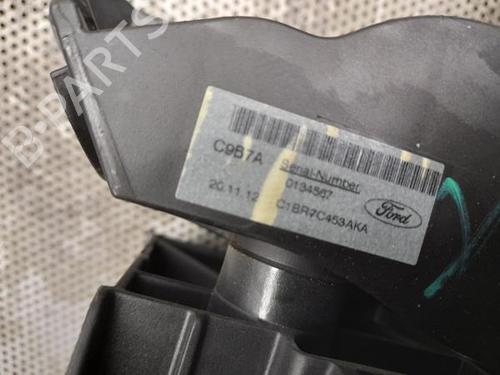 B-PARTS
C9B7A
Serial-Number
0134567
20.11.12
C1BR7C453AKA
Ford